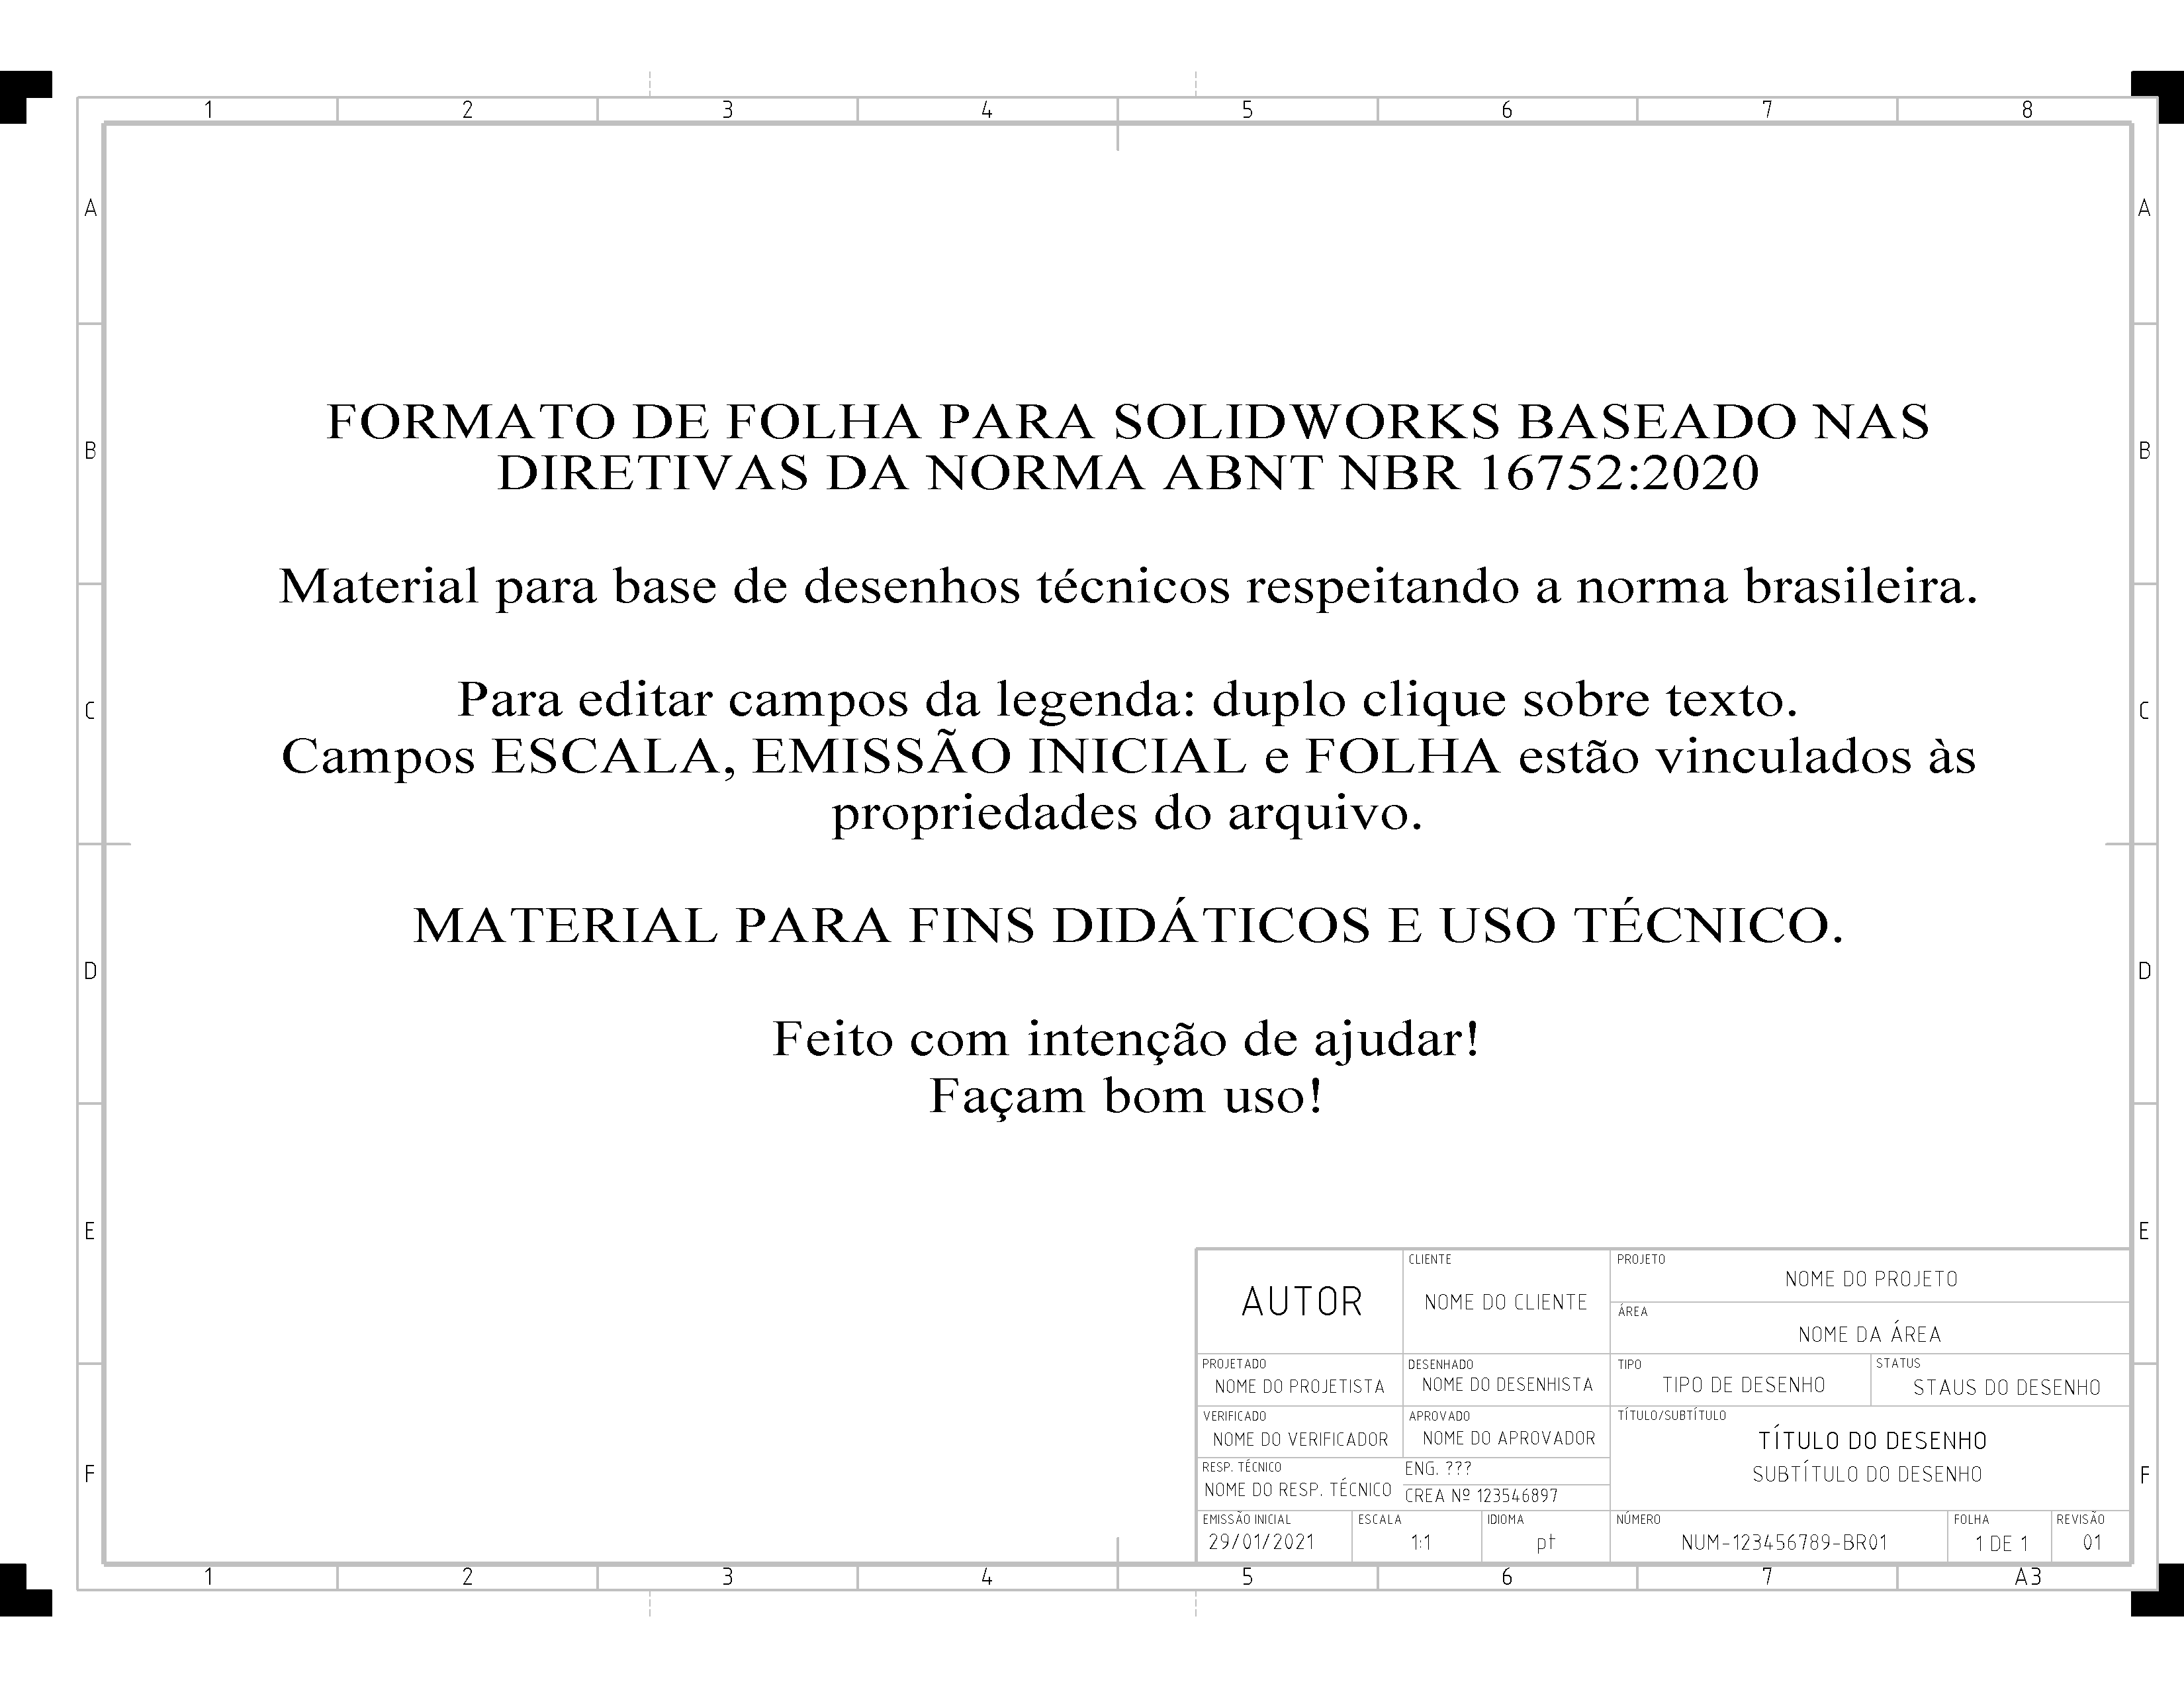 1 2 3 4 5 6 7 8
A A
FORMATO DE FOLHA PARA SOLIDWORKS BASEADO NAS
B B
DIRETIVAS DA NORMA ABNT NBR 16752:2020
Material para base de desenhos técnicos respeitando a norma brasileira.
Para editar campos da legenda: duplo clique sobre texto.
C C
Campos ESCALA, EMISSÃO INICIAL e FOLHA estão vinculados às
propriedades do arquivo.
MATERIAL PARA FINS DIDÁTICOS E USO TÉCNICO.
D D
Feito com intenção de ajudar!
Façam bom uso!
E E
AUTOR
CLIENTE
NOME DO CLIENTE
PROJETO
NOME DO PROJETO
ÁREA
NOME DA ÁREA
PROJETADO
NOME DO PROJETISTA
DESENHADO
NOME DO DESENHISTA
TIPO
TIPO DE DESENHO
STATUS
STAUS DO DESENHO
VERIFICADO
NOME DO VERIFICADOR
APROVADO
NOME DO APROVADOR
TÍTULO/SUBTÍTULO
TÍTULO DO DESENHO
SUBTÍTULO DO DESENHO
RESP. TÉCNICO
NOME DO RESP. TÉCNICO
ENG. ???
CREA Nº 123546897
F F
EMISSÃO INICIAL
29/01/2021
ESCALA
1:1
IDIOMA
pt
NÚMERO
NUM-123456789-BR01
FOLHA
1 DE 1
REVISÃO
01
1 2 3 4 5 6 7 A3